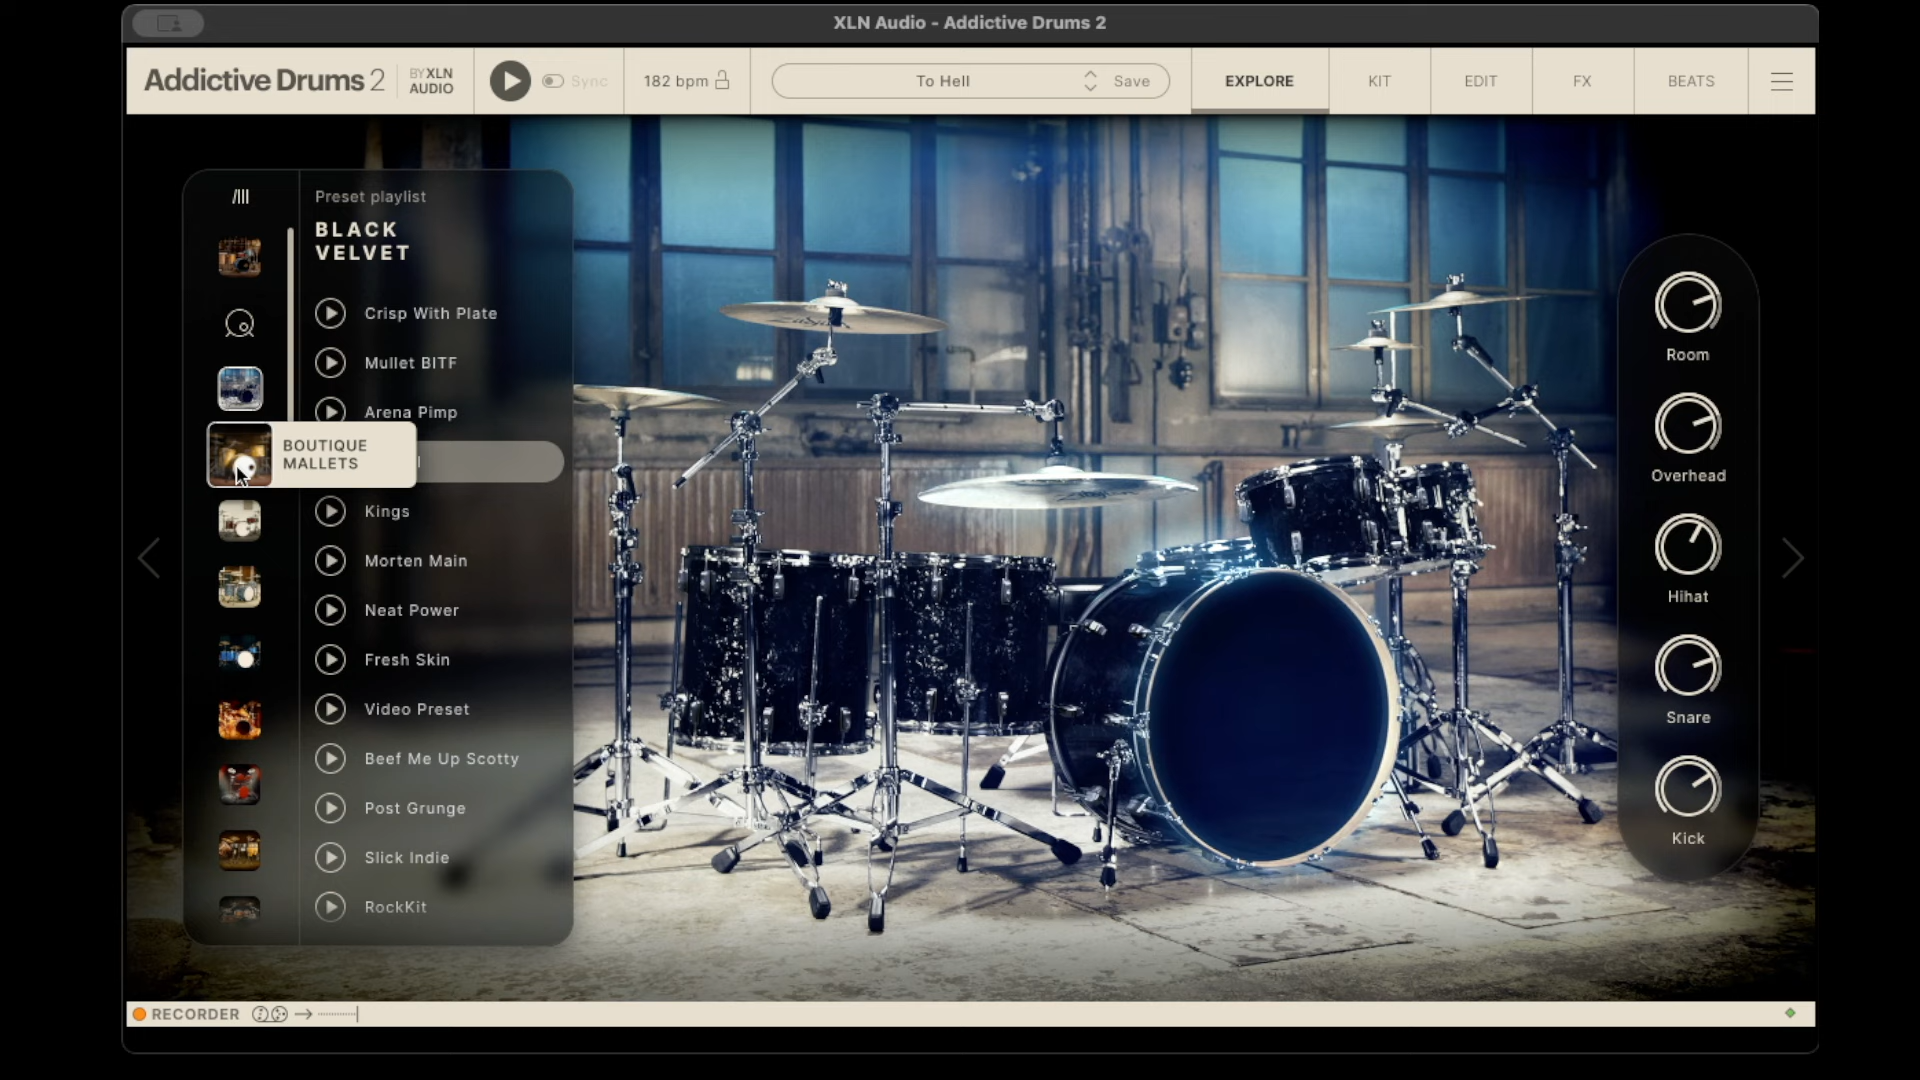 XLN Audio - Addictive Drums 2
Addictive Drums 2
BY XLN
AUDIO
Sync
182 bpm
To Hell
Save
EXPLORE
KIT
EDIT
FX
BEATS
Preset playlist
BLACK
VELVET
Crisp With Plate
Mullet BITF
Arena Pimp
BOUTIQUE
MALLETS
Kings
Morten Main
Neat Power
Fresh Skin
Video Preset
Beef Me Up Scotty
Post Grunge
Slick Indie
RockKit
Room
Overhead
Hihat
Snare
Kick
RECORDER